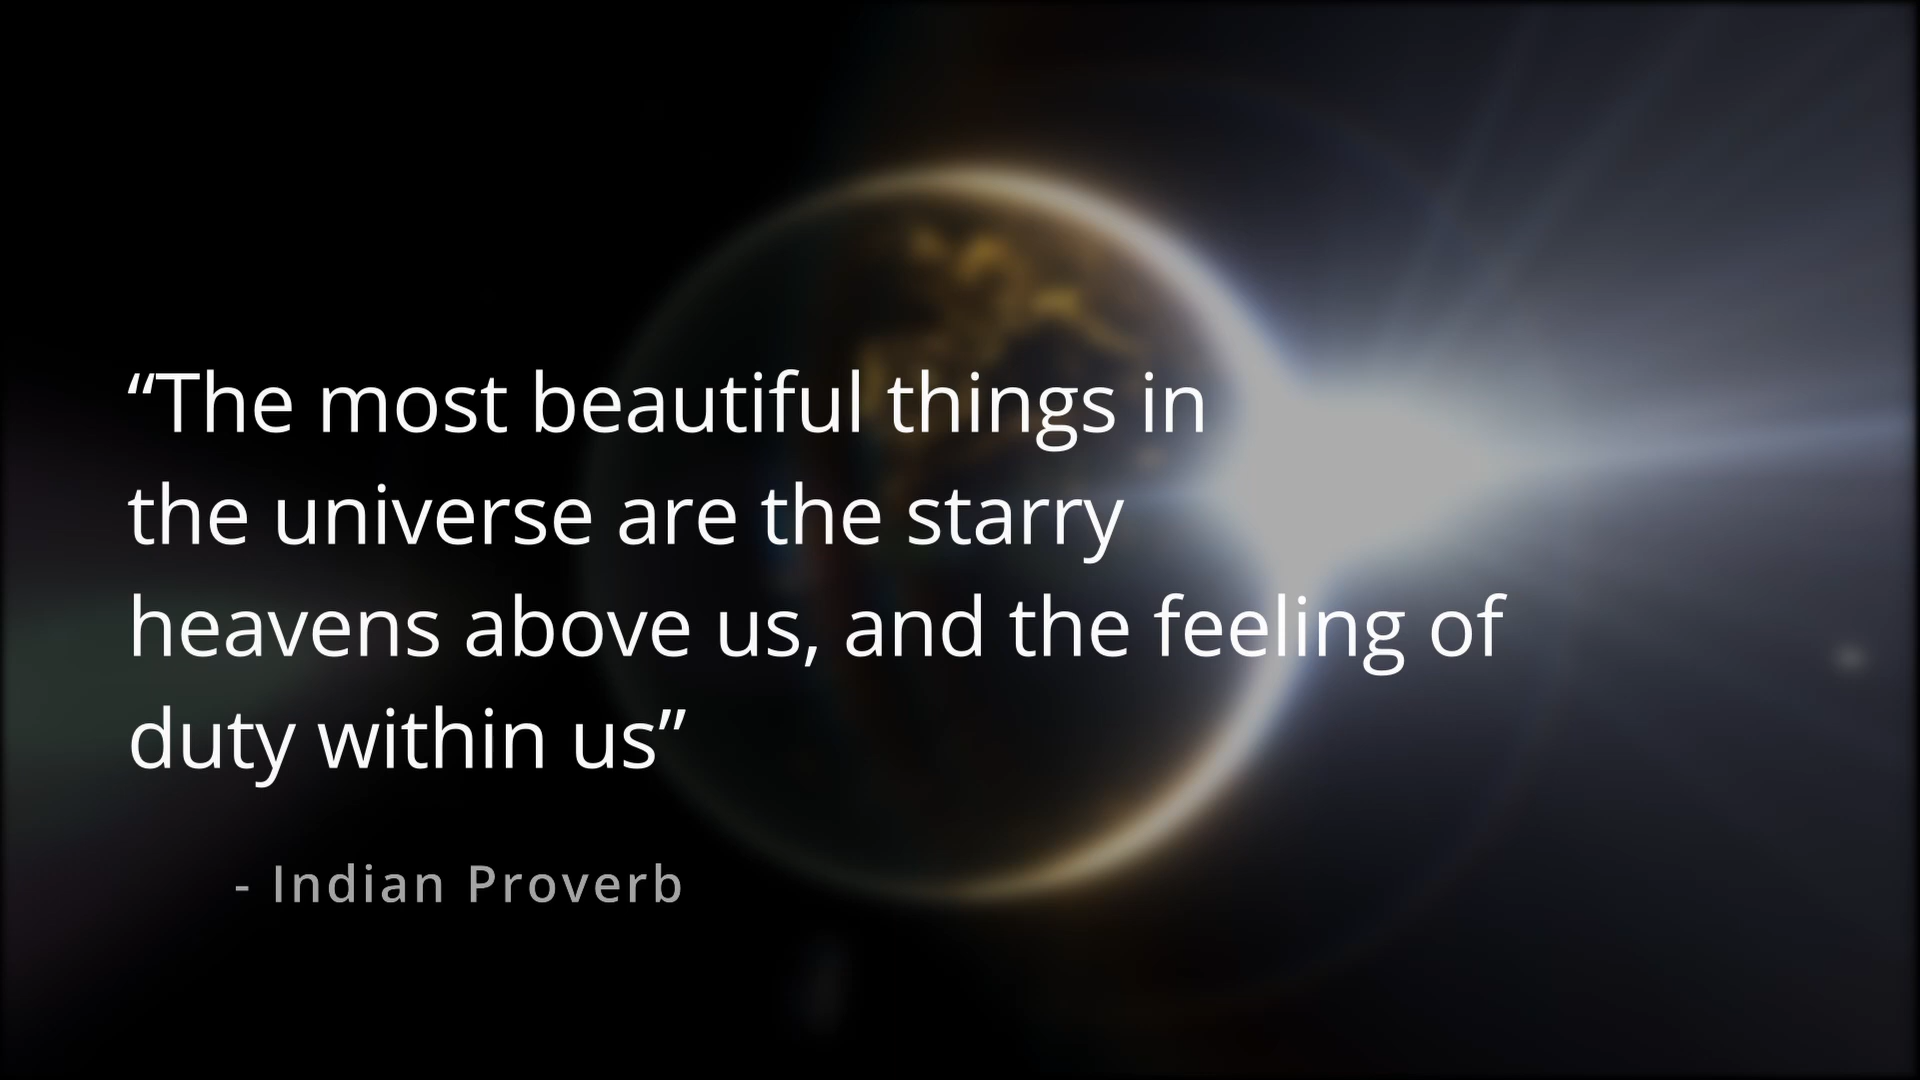 “The most beautiful things in
the universe are the starry
heavens above us, and the feeling of
duty within us”
- Indian Proverb